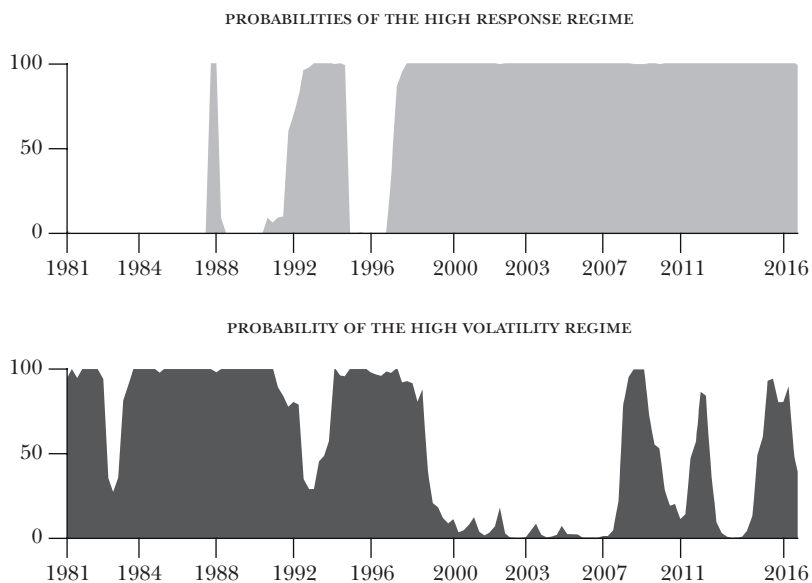 PROBABILITIES OF THE HIGH RESPONSE REGIME
100
50
0
1981 1984 1988 1992 1996 2000 2003 2007 2011 2016
PROBABILITY OF THE HIGH VOLATILITY REGIME
100
50
0
1981 1984 1988 1992 1996 2000 2003 2007 2011 2016